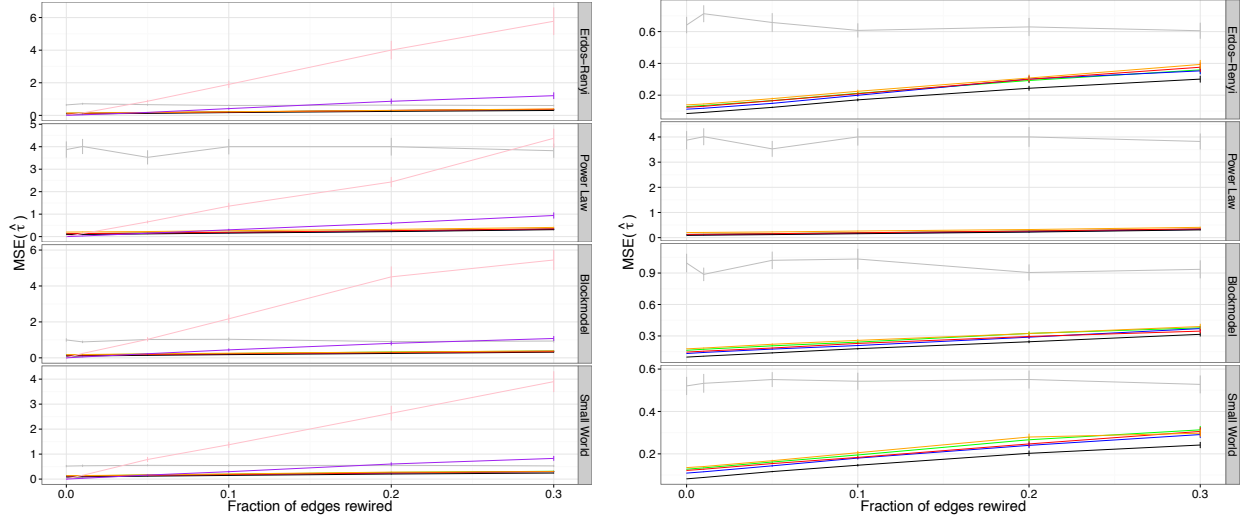 6
4
2
0
Erdos−Renyi
5
4
3
2
1
0
Power Law
6
4
2
0
Blockmodel
4
3
2
1
0
Small World
MSE( τ̂ )
0.0 0.1 0.2 0.3
Fraction of edges rewired
0.6
0.4
0.2
Erdos−Renyi
4
3
2
1
0
Power Law
0.9
0.6
0.3
Blockmodel
0.6
0.4
0.2
Small World
MSE( τ̂ )
0.0 0.1 0.2 0.3
Fraction of edges rewired